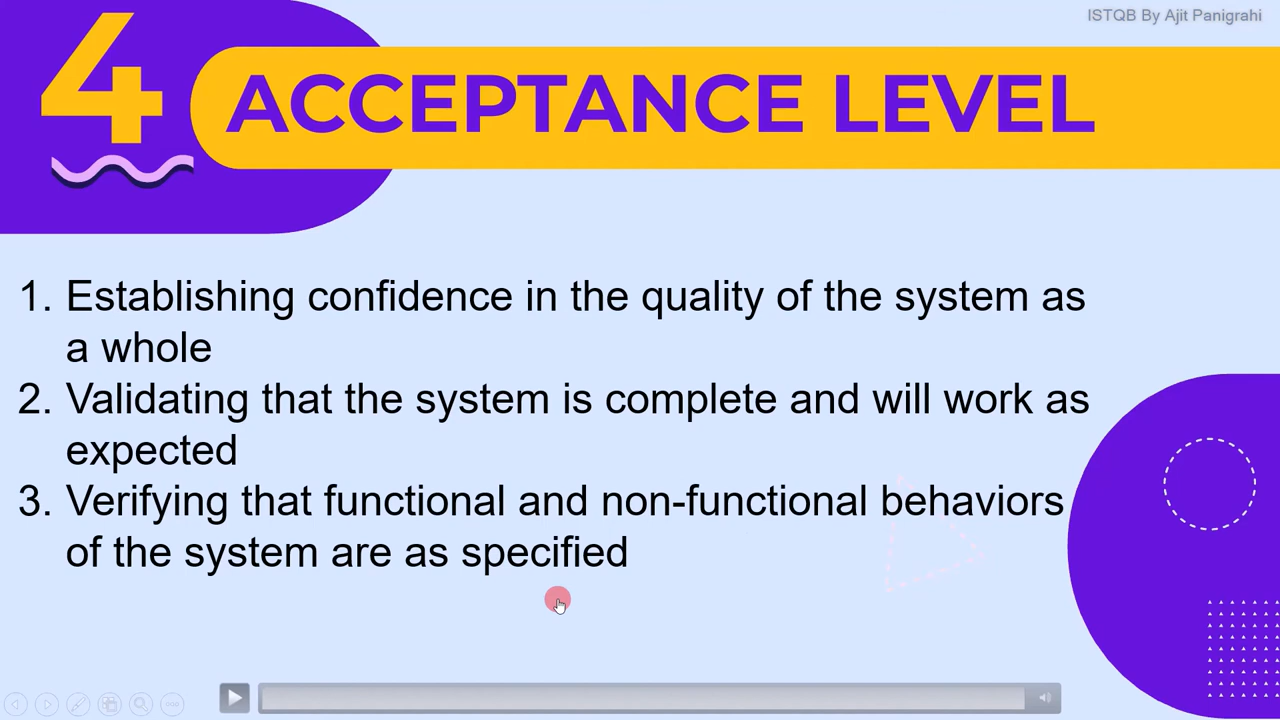 ISTQB By Ajit Panigrahi
4
ACCEPTANCE LEVEL
1. Establishing confidence in the quality of the system as
a whole
2. Validating that the system is complete and will work as
expected
3. Verifying that functional and non-functional behaviors
of the system are as specified